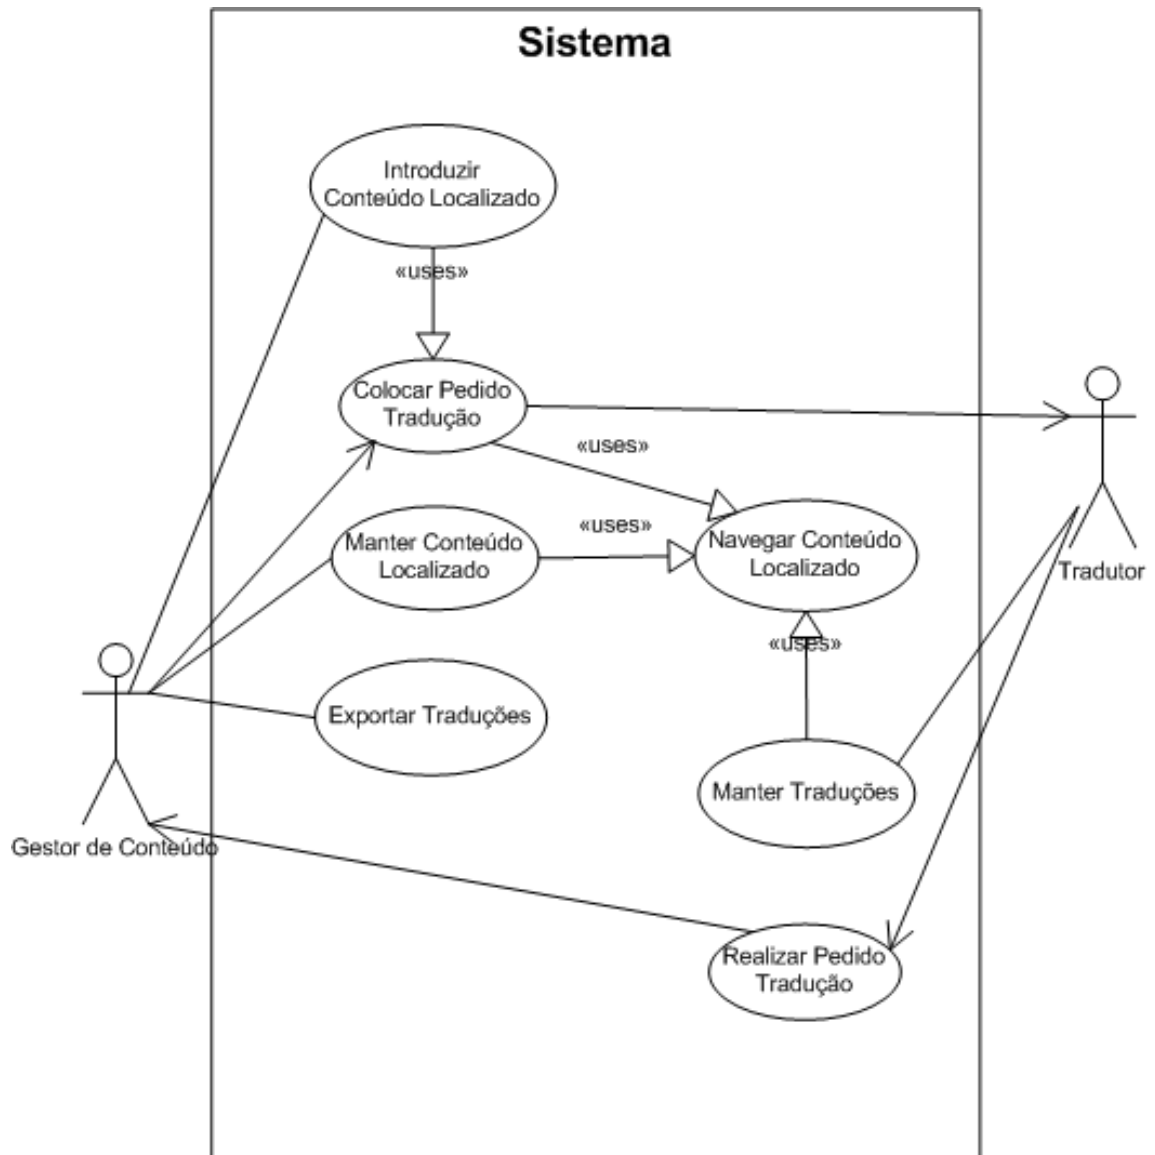 Sistema
Introduzir
Conteúdo Localizado
«uses»
Colocar Pedido
Tradução
«uses»
Manter Conteúdo
Localizado
«uses»
Navegar Conteúdo
Localizado
Tradutor
«uses»
Exportar Traduções
Manter Traduções
Gestor de Conteúdo
Realizar Pedido
Tradução